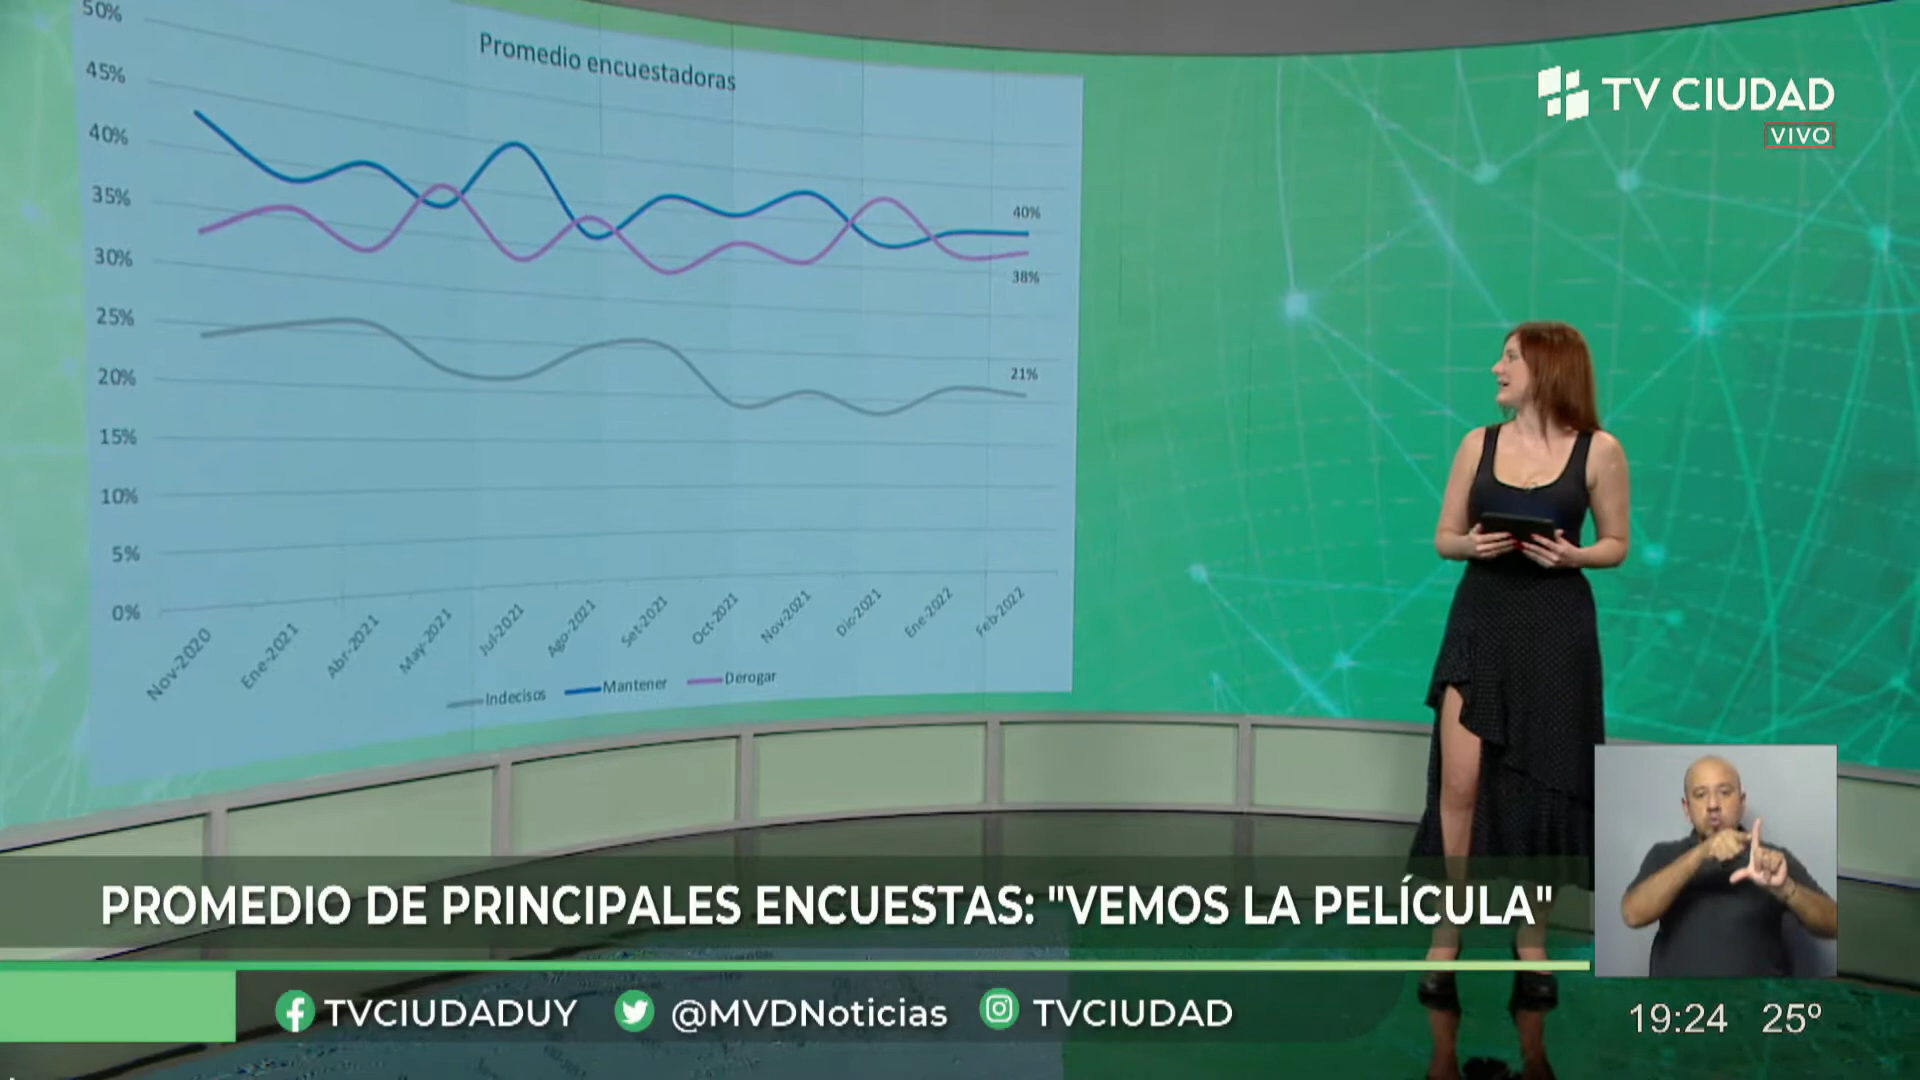 50%
Promedio encuestadoras
45%
40%
35%
30%
25%
20%
15%
10%
5%
0%
40%
38%
21%
Nov-2020
Ene-2021
Abr-2021
May-2021
Jul-2021
Ago-2021
Set-2021
Oct-2021
Nov-2021
Dic-2021
Ene-2022
Feb-2022
Indecisos Mantener Derogar
TV CIUDAD
VIVO
PROMEDIO DE PRINCIPALES ENCUESTAS: "VEMOS LA PELÍCULA"
TVCIUDADUY @MVDNoticias TVCIUDAD
19:24 25º